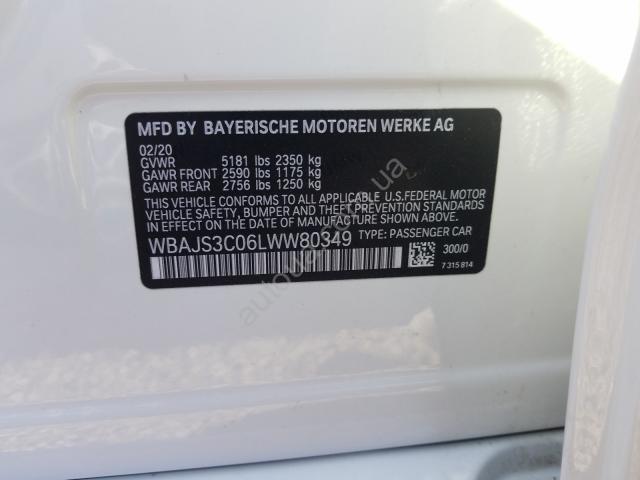 MFD BY BAYERISCHE MOTOREN WERKE AG
02/20
GVWR 5181 lbs 2350 kg
GAWR FRONT 2590 lbs 1175 kg
GAWR REAR 2756 lbs 1250 kg
THIS VEHICLE CONFORMS TO ALL APPLICABLE U.S.FEDERAL MOTOR
VEHICLE SAFETY, BUMPER AND THEFT PREVENTION STANDARDS
IN EFFECT ON THE DATE OF MANUFACTURE SHOWN ABOVE.
WBAJS3C06LWW80349 TYPE: PASSENGER CAR
300/0
7 315 814